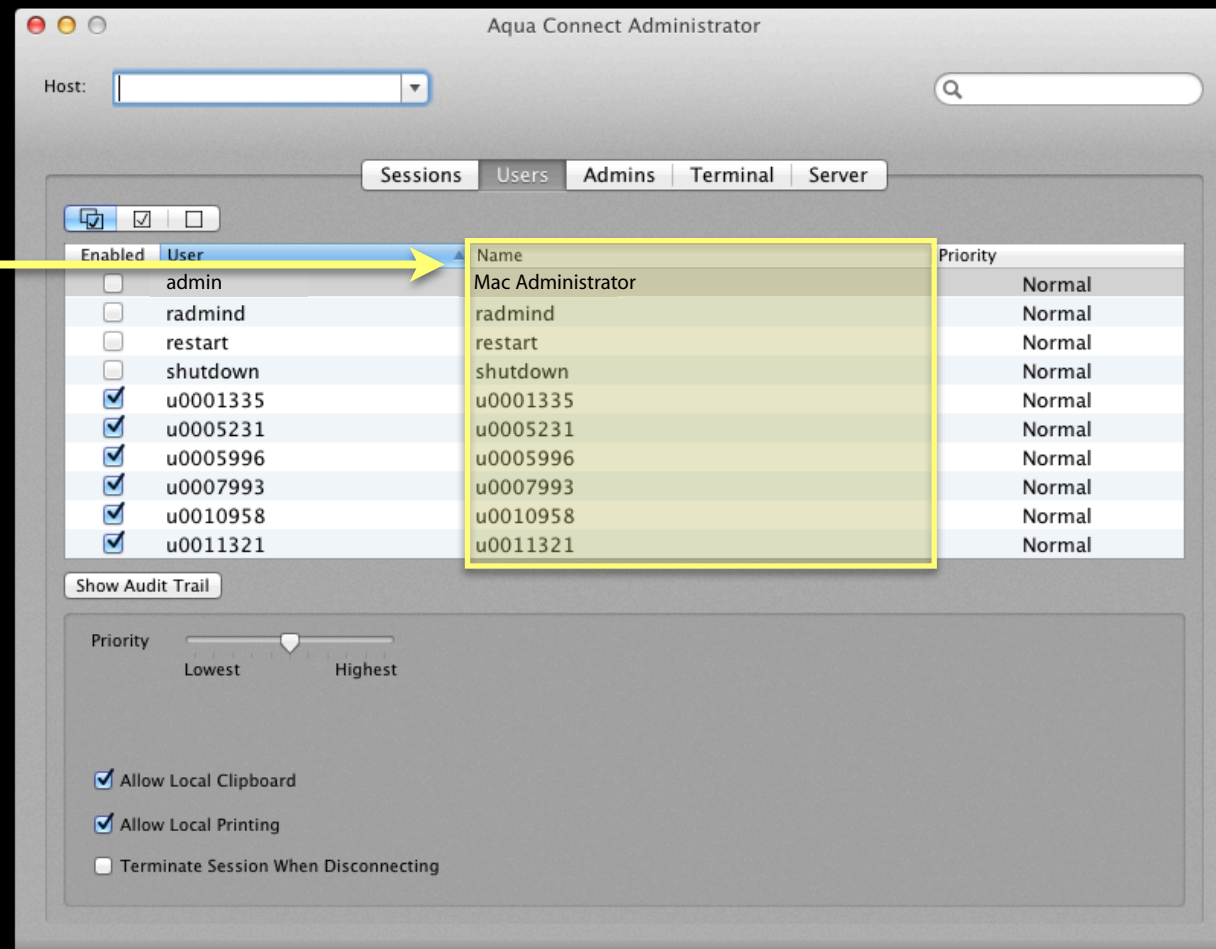 Aqua Connect Administrator
Host:
Sessions Users Admins Terminal Server
Enabled User Name Priority
admin Mac Administrator Normal
radmind radmind Normal
restart restart Normal
shutdown shutdown Normal
u0001335 u0001335 Normal
u0005231 u0005231 Normal
u0005996 u0005996 Normal
u0007993 u0007993 Normal
u0010958 u0010958 Normal
u0011321 u0011321 Normal
Show Audit Trail
Priority
Lowest Highest
Allow Local Clipboard
Allow Local Printing
Terminate Session When Disconnecting